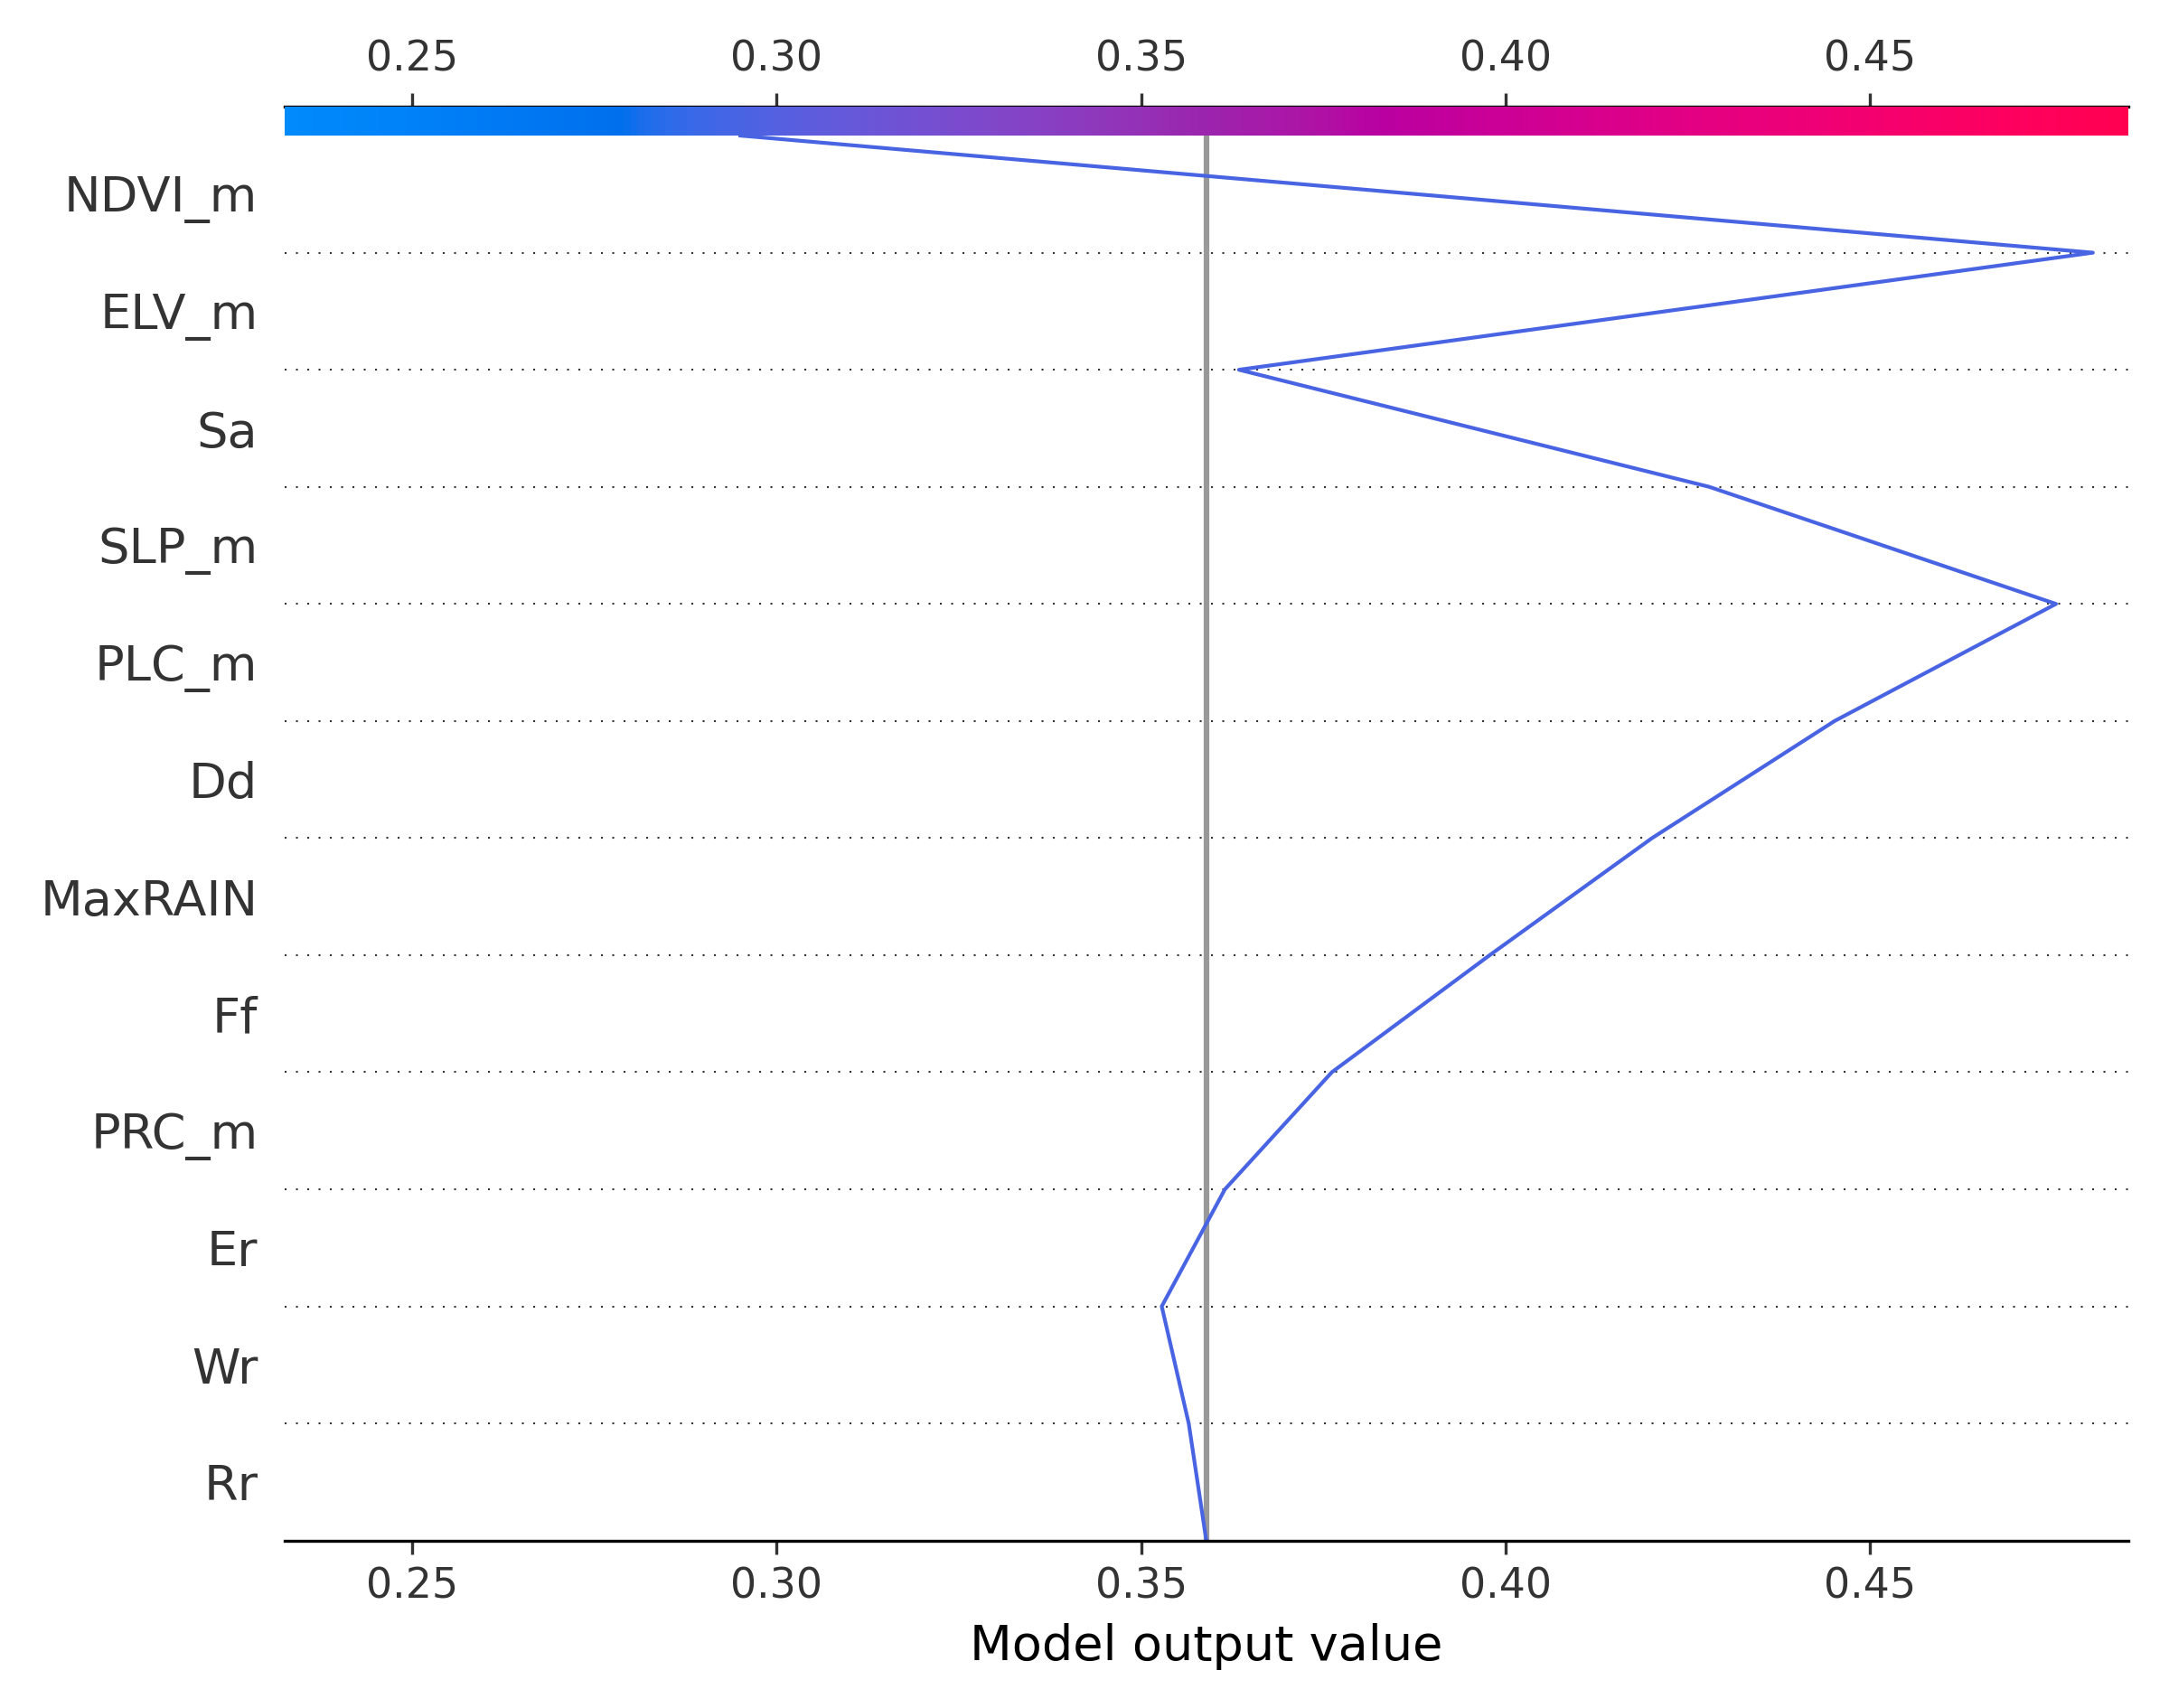 0.25 0.30 0.35 0.40 0.45
NDVI_m
ELV_m
Sa
SLP_m
PLC_m
Dd
MaxRAIN
Ff
PRC_m
Er
Wr
Rr
0.25 0.30 0.35 0.40 0.45
Model output value